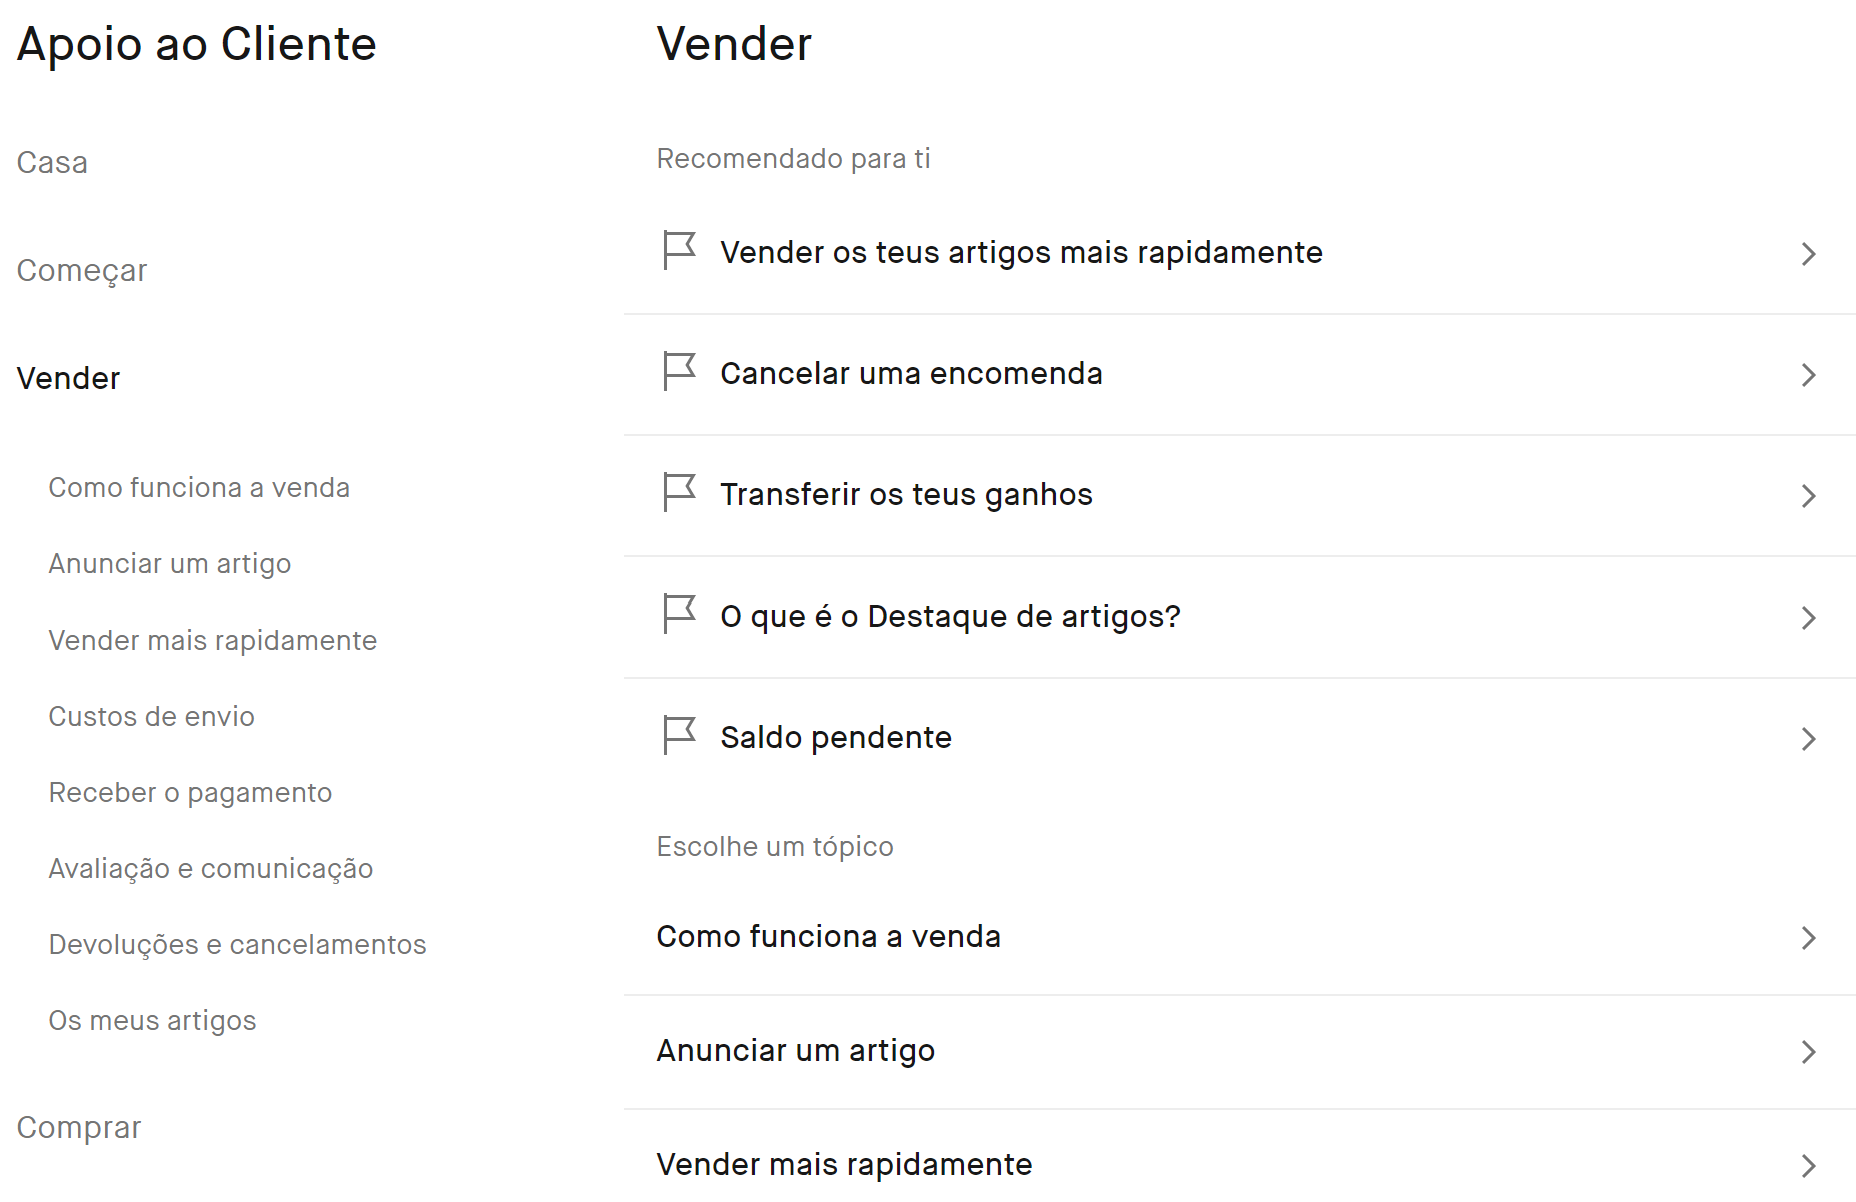 Apoio ao Cliente
Casa
Começar
Vender
Como funciona a venda
Anunciar um artigo
Vender mais rapidamente
Custos de envio
Receber o pagamento
Avaliação e comunicação
Devoluções e cancelamentos
Os meus artigos
Comprar
Vender
Recomendado para ti
Vender os teus artigos mais rapidamente
Cancelar uma encomenda
Transferir os teus ganhos
O que é o Destaque de artigos?
Saldo pendente
Escolhe um tópico
Como funciona a venda
Anunciar um artigo
Vender mais rapidamente